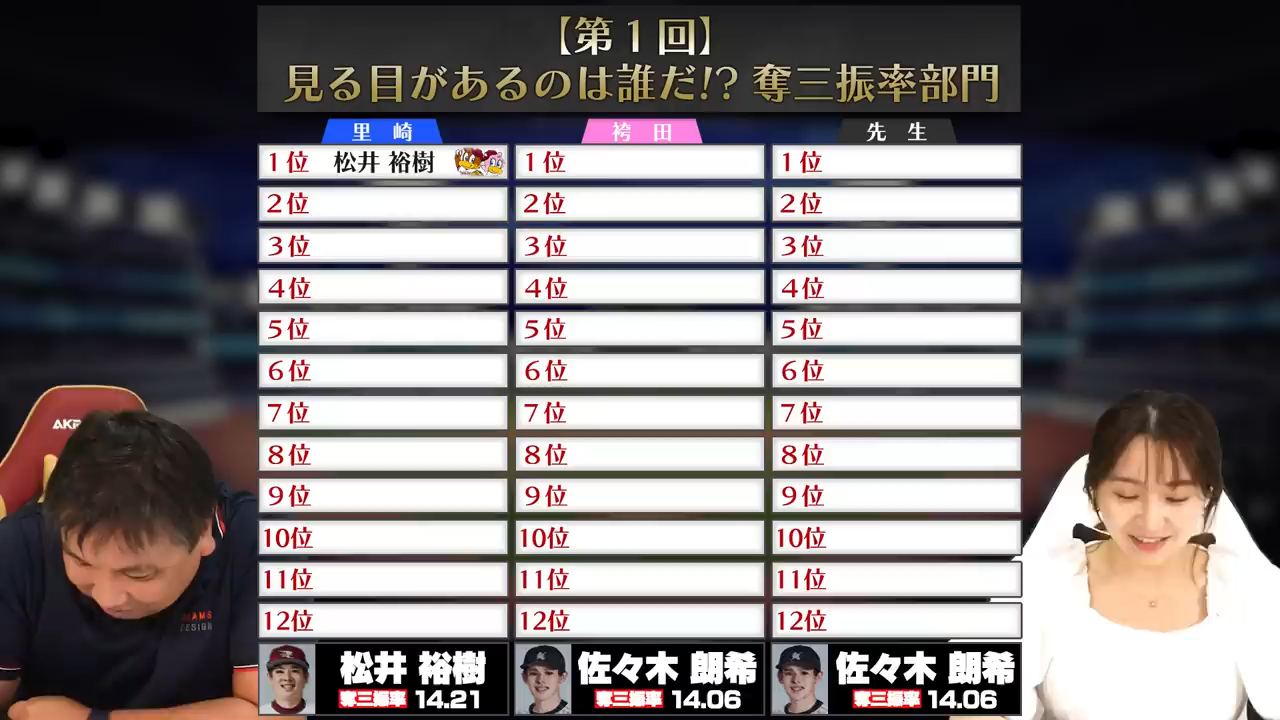 【第1回】
見る目があるのは誰だ!? 奪三振率部門
里崎
袴田
先生
1位 松井 裕樹
1位
1位
2位
2位
2位
3位
3位
3位
4位
4位
4位
5位
5位
5位
6位
6位
6位
7位
7位
7位
8位
8位
8位
9位
9位
9位
10位
10位
10位
11位
11位
11位
12位
12位
12位
松井 裕樹
奪三振率 14.21
佐々木 朗希
奪三振率 14.06
佐々木 朗希
奪三振率 14.06
DESIGN